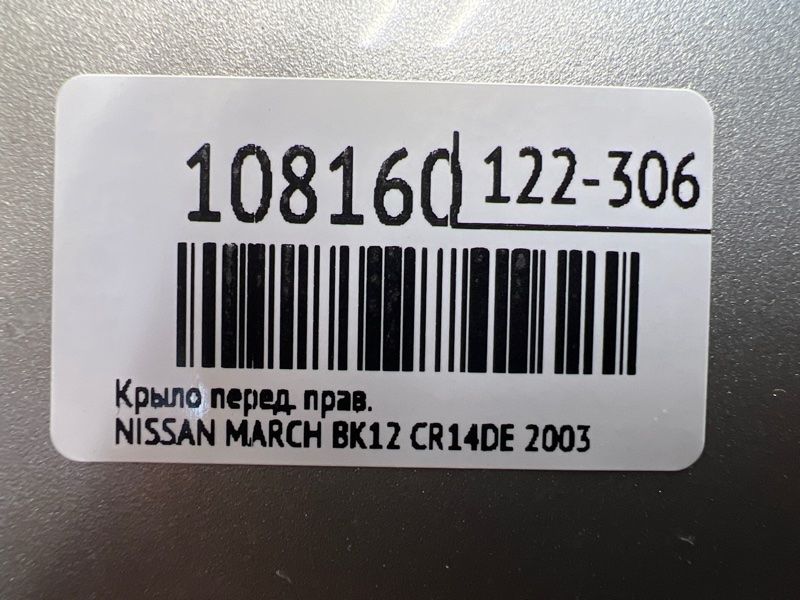 108160 122-306
Крыло перед. прав.
NISSAN MARCH BK12 CR14DE 2003